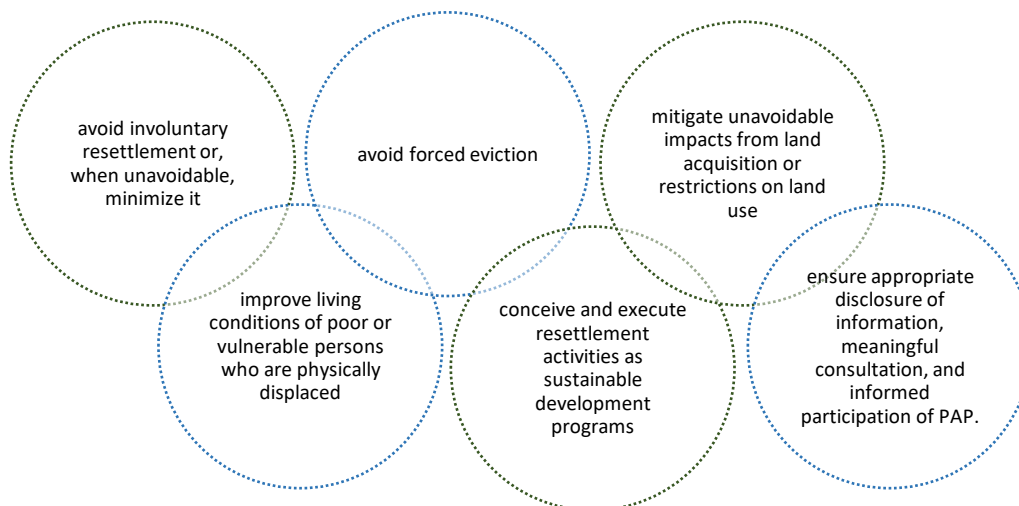 avoid involuntary
resettlement or,
when unavoidable,
minimize it
improve living
conditions of poor or
vulnerable persons
who are physically
displaced
avoid forced eviction
conceive and execute
resettlement
activities as
sustainable
development
programs
mitigate unavoidable
impacts from land
acquisition or
restrictions on land
use
ensure appropriate
disclosure of
information,
meaningful
consultation, and
informed
participation of PAP.